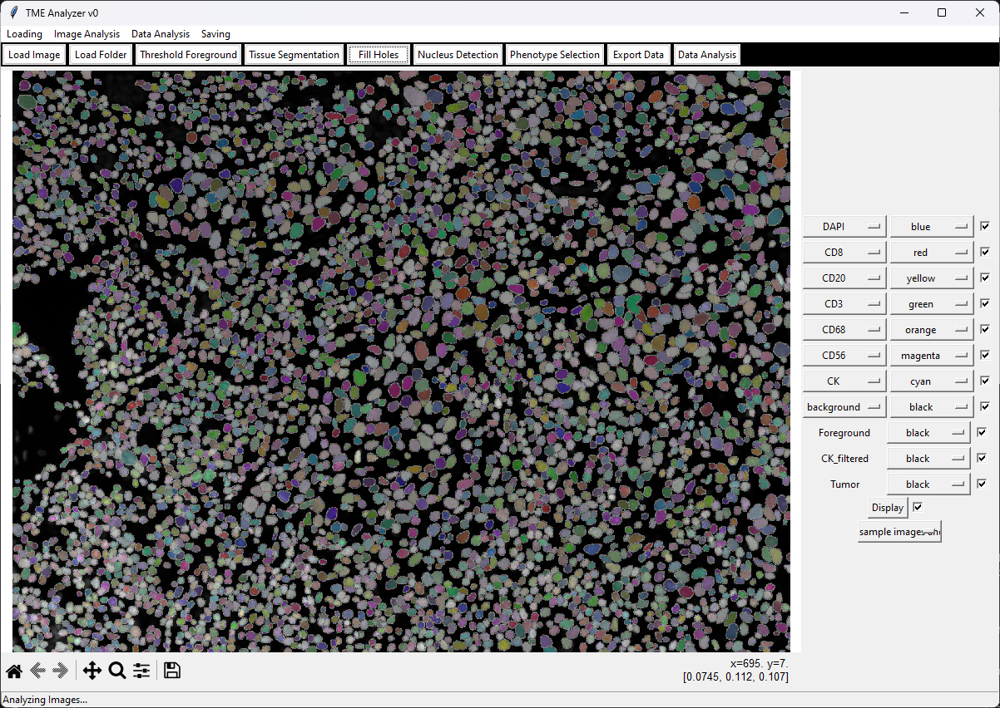 TME Analyzer v0
Loading Image Analysis Data Analysis Saving
Load Image Load Folder Threshold Foreground Tissue Segmentation Fill Holes Nucleus Detection Phenotype Selection Export Data Data Analysis
DAPI blue
CD8 red
CD20 yellow
CD3 green
CD68 orange
CD56 magenta
CK cyan
background black
Foreground black
CK_filtered black
Tumor black
Display
sample images
x=695. y=7.
[0.0745, 0.112, 0.107]
Analyzing Images...